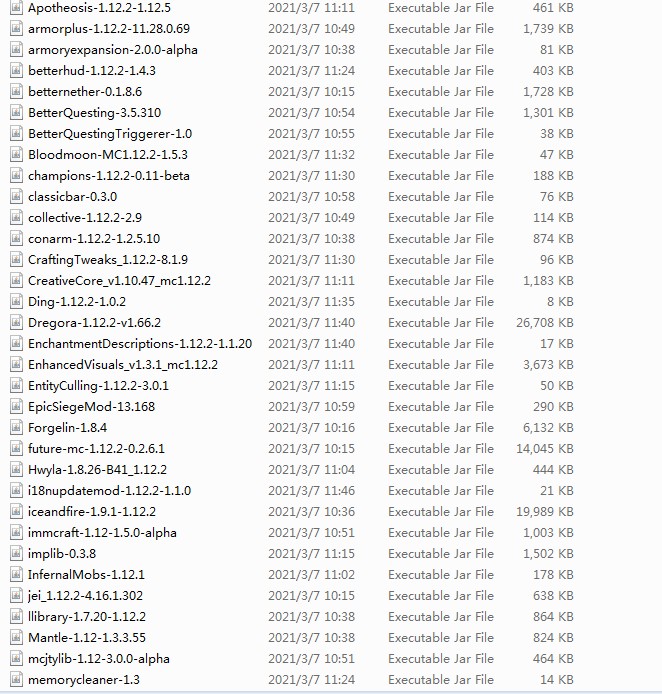 Apotheosis-1.12.2-1.12.5 2021/3/7 11:11 Executable Jar File 461 KB
armorplus-1.12.2-11.28.0.69 2021/3/7 10:49 Executable Jar File 1,739 KB
armoryexpansion-2.0.0-alpha 2021/3/7 10:38 Executable Jar File 81 KB
betterhud-1.12.2-1.4.3 2021/3/7 11:24 Executable Jar File 403 KB
betternether-0.1.8.6 2021/3/7 10:15 Executable Jar File 1,728 KB
BetterQuesting-3.5.310 2021/3/7 10:54 Executable Jar File 1,301 KB
BetterQuestingTriggerer-1.0 2021/3/7 10:55 Executable Jar File 38 KB
Bloodmoon-MC1.12.2-1.5.3 2021/3/7 11:32 Executable Jar File 47 KB
champions-1.12.2-0.11-beta 2021/3/7 11:30 Executable Jar File 188 KB
classicbar-0.3.0 2021/3/7 10:58 Executable Jar File 76 KB
collective-1.12.2-2.9 2021/3/7 10:49 Executable Jar File 114 KB
conarm-1.12.2-1.2.5.10 2021/3/7 10:38 Executable Jar File 874 KB
CraftingTweaks_1.12.2-8.1.9 2021/3/7 11:30 Executable Jar File 96 KB
CreativeCore_v1.10.47_mc1.12.2 2021/3/7 11:11 Executable Jar File 1,183 KB
Ding-1.12.2-1.0.2 2021/3/7 11:35 Executable Jar File 8 KB
Dregora-1.12.2-v1.66.2 2021/3/7 11:40 Executable Jar File 26,708 KB
EnchantmentDescriptions-1.12.2-1.1.20 2021/3/7 11:40 Executable Jar File 17 KB
EnhancedVisuals_v1.3.1_mc1.12.2 2021/3/7 11:11 Executable Jar File 3,673 KB
EntityCulling-1.12.2-3.0.1 2021/3/7 11:15 Executable Jar File 50 KB
EpicSiegeMod-13.168 2021/3/7 10:59 Executable Jar File 290 KB
Forgelin-1.8.4 2021/3/7 10:16 Executable Jar File 6,132 KB
future-mc-1.12.2-0.2.6.1 2021/3/7 10:15 Executable Jar File 14,045 KB
Hwyla-1.8.26-B41_1.12.2 2021/3/7 11:04 Executable Jar File 444 KB
i18nupdatemod-1.12.2-1.1.0 2021/3/7 11:46 Executable Jar File 21 KB
iceandfire-1.9.1-1.12.2 2021/3/7 10:36 Executable Jar File 19,989 KB
immcraft-1.12-1.5.0-alpha 2021/3/7 10:51 Executable Jar File 1,003 KB
implib-0.3.8 2021/3/7 11:15 Executable Jar File 1,502 KB
InfernalMobs-1.12.1 2021/3/7 11:02 Executable Jar File 178 KB
jei_1.12.2-4.16.1.302 2021/3/7 10:15 Executable Jar File 638 KB
llibrary-1.7.20-1.12.2 2021/3/7 10:38 Executable Jar File 864 KB
Mantle-1.12-1.3.3.55 2021/3/7 10:38 Executable Jar File 824 KB
mcjtylib-1.12-3.0.0-alpha 2021/3/7 10:51 Executable Jar File 464 KB
memorycleaner-1.3 2021/3/7 11:24 Executable Jar File 14 KB